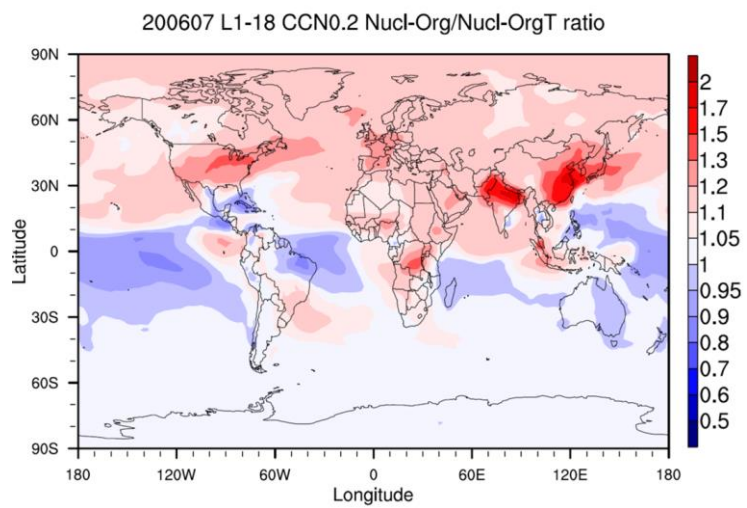 200607 L1-18 CCN0.2 Nucl-Org/Nucl-OrgT ratio
90N
60N
30N
0
30S
60S
90S
Latitude
180
120W
60W
0
60E
120E
180
Longitude
2
1.7
1.5
1.3
1.2
1.1
1.05
1
0.95
0.9
0.8
0.7
0.6
0.5